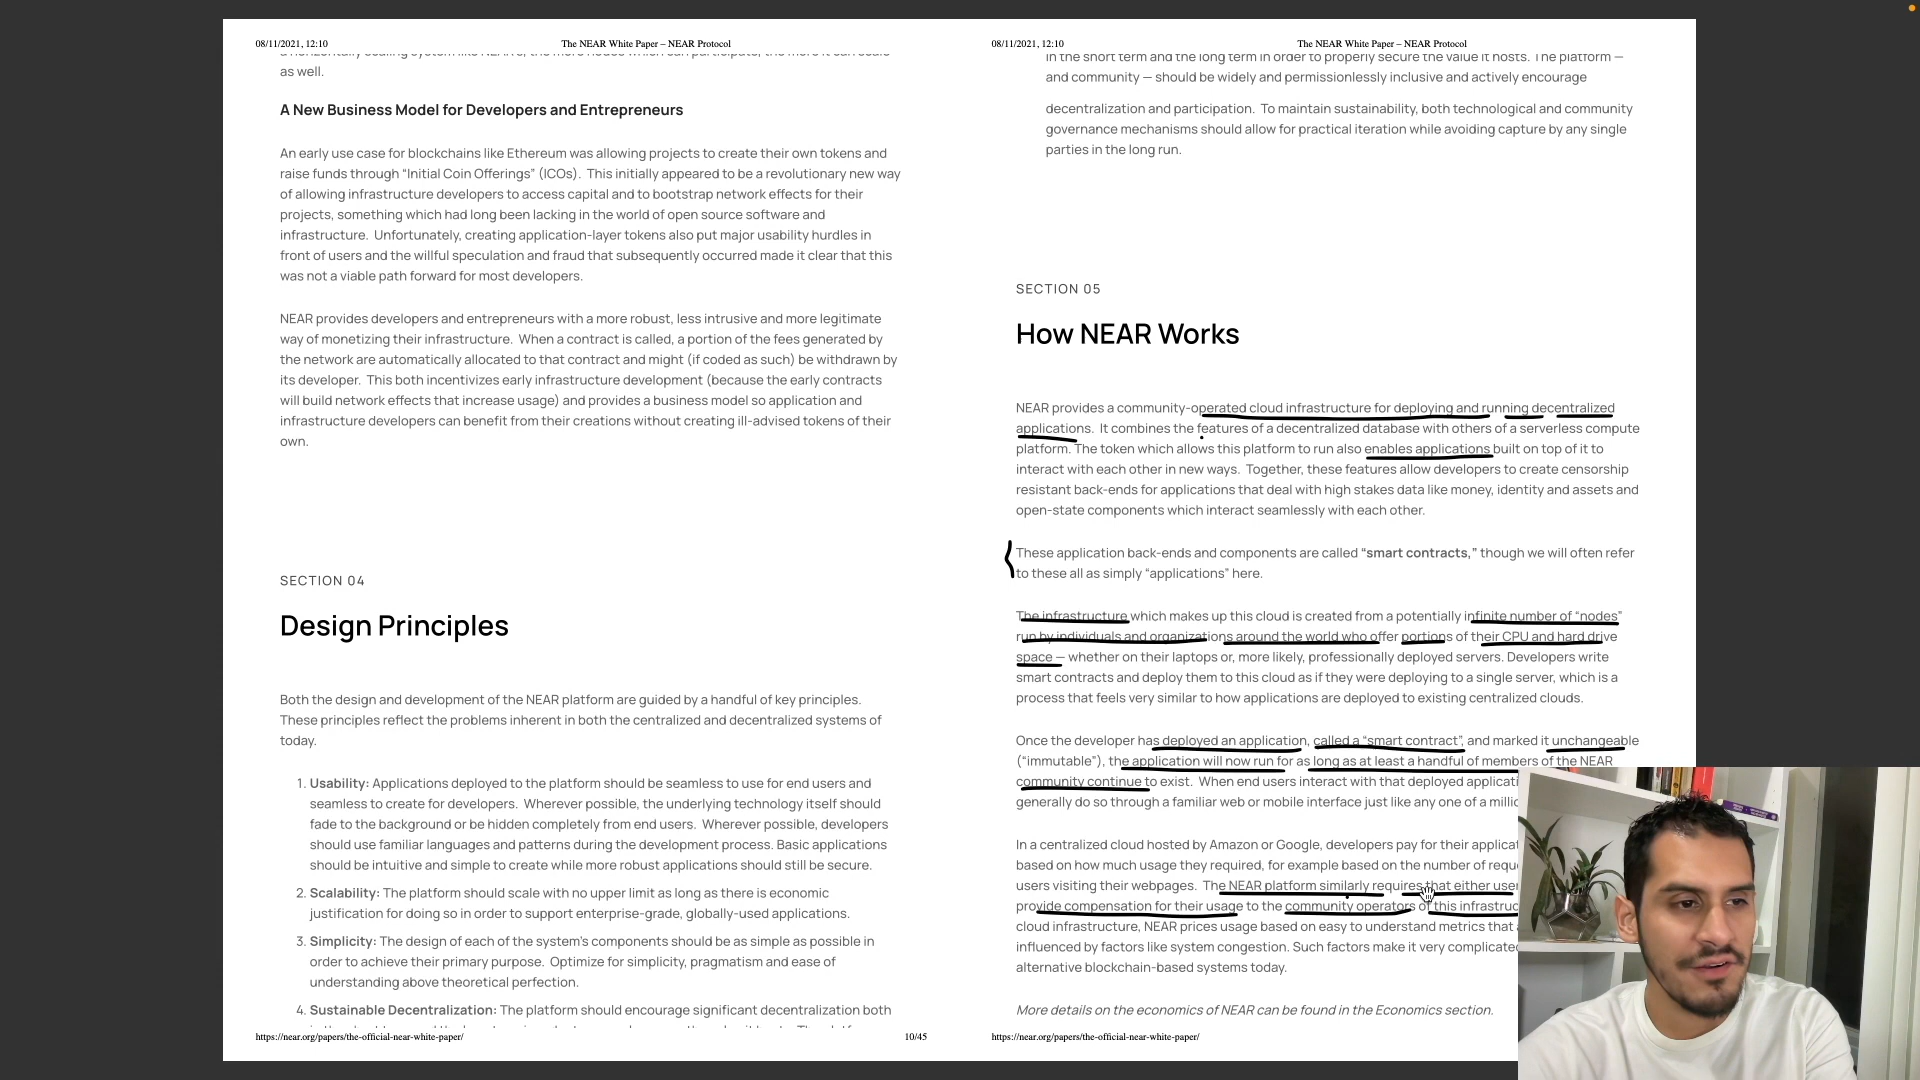 08/11/2021, 12:10
The NEAR White Paper – NEAR Protocol
as well.
A New Business Model for Developers and Entrepreneurs
An early use case for blockchains like Ethereum was allowing projects to create their own tokens and
raise funds through “Initial Coin Offerings” (ICOs).  This initially appeared to be a revolutionary new way
of allowing infrastructure developers to access capital and to bootstrap network effects for their
projects, something which had long been lacking in the world of open source software and
infrastructure.  Unfortunately, creating application-layer tokens also put major usability hurdles in
front of users and the willful speculation and fraud that subsequently occurred made it clear that this
was not a viable path forward for most developers.
NEAR provides developers and entrepreneurs with a more robust, less intrusive and more legitimate
way of monetizing their infrastructure.  When a contract is called, a portion of the fees generated by
the network are automatically allocated to that contract and might (if coded as such) be withdrawn by
its developer.  This both incentivizes early infrastructure development (because the early contracts
will build network effects that increase usage) and provides a business model so application and
infrastructure developers can benefit from their creations without creating ill-advised tokens of their
own.
SECTION 04
Design Principles
Both the design and development of the NEAR platform are guided by a handful of key principles.
These principles reflect the problems inherent in both the centralized and decentralized systems of
today.
1. Usability: Applications deployed to the platform should be seamless to use for end users and
seamless to create for developers.  Wherever possible, the underlying technology itself should
fade to the background or be hidden completely from end users.  Wherever possible, developers
should use familiar languages and patterns during the development process. Basic applications
should be intuitive and simple to create while more robust applications should still be secure.
2. Scalability: The platform should scale with no upper limit as long as there is economic
justification for doing so in order to support enterprise-grade, globally-used applications.
3. Simplicity: The design of each of the system’s components should be as simple as possible in
order to achieve their primary purpose.  Optimize for simplicity, pragmatism and ease of
understanding above theoretical perfection.
4. Sustainable Decentralization: The platform should encourage significant decentralization both
https://near.org/papers/the-official-near-white-paper/
10/45
08/11/2021, 12:10
The NEAR White Paper – NEAR Protocol
in the short term and the long term in order to properly secure the value it hosts. The platform —
and community — should be widely and permissionlessly inclusive and actively encourage
decentralization and participation.  To maintain sustainability, both technological and community
governance mechanisms should allow for practical iteration while avoiding capture by any single
parties in the long run.
SECTION 05
How NEAR Works
NEAR provides a community-operated cloud infrastructure for deploying and running decentralized
applications.  It combines the features of a decentralized database with others of a serverless compute
platform. The token which allows this platform to run also enables applications built on top of it to
interact with each other in new ways.  Together, these features allow developers to create censorship
resistant back-ends for applications that deal with high stakes data like money, identity and assets and
open-state components which interact seamlessly with each other.
These application back-ends and components are called “smart contracts,” though we will often refer
to these all as simply “applications” here.
The infrastructure which makes up this cloud is created from a potentially infinite number of “nodes”
run by individuals and organizations around the world who offer portions of their CPU and hard drive
space — whether on their laptops or, more likely, professionally deployed servers. Developers write
smart contracts and deploy them to this cloud as if they were deploying to a single server, which is a
process that feels very similar to how applications are deployed to existing centralized clouds.
Once the developer has deployed an application, called a “smart contract”, and marked it unchangeable
(“immutable”), the application will now run for as long as at least a handful of members of the NEAR
community continue to exist.  When end users interact with that deployed applicati
generally do so through a familiar web or mobile interface just like any one of a millio
In a centralized cloud hosted by Amazon or Google, developers pay for their applicat
based on how much usage they required, for example based on the number of requ
users visiting their webpages.  The NEAR platform similarly requires that either user
provide compensation for their usage to the community operators of this infrastruc
cloud infrastructure, NEAR prices usage based on easy to understand metrics that a
influenced by factors like system congestion. Such factors make it very complicated
alternative blockchain-based systems today.
More details on the economics of NEAR can be found in the Economics section.
https://near.org/papers/the-official-near-white-paper/